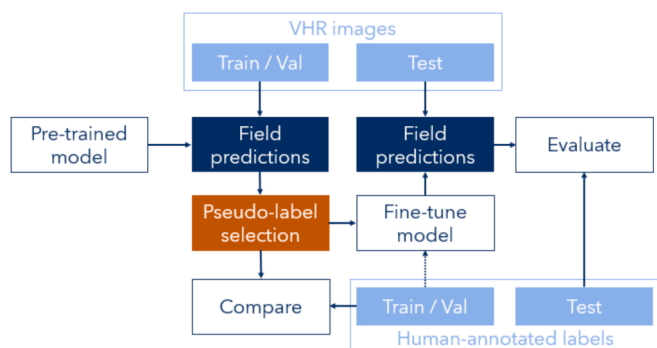 VHR images
Train / Val
Test
Pre-trained
model
Field
predictions
Field
predictions
Evaluate
Pseudo-label
selection
Fine-tune
model
Compare
Train / Val
Test
Human-annotated labels